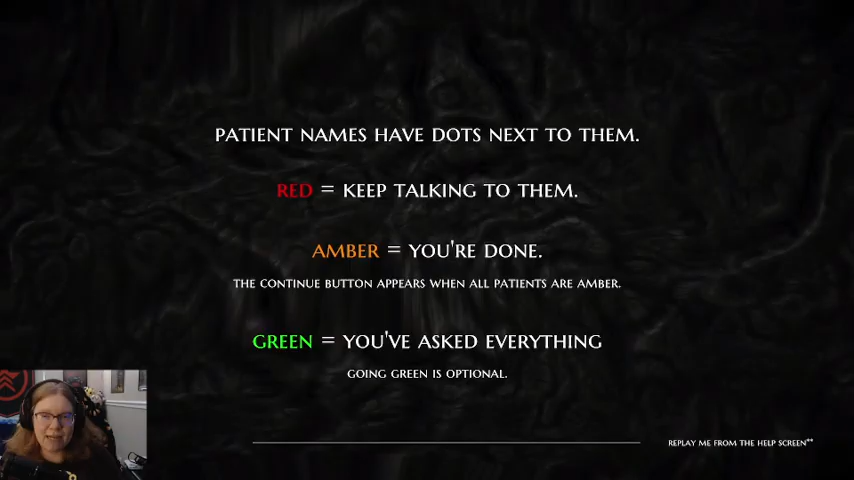 PATIENT NAMES HAVE DOTS NEXT TO THEM.
RED = KEEP TALKING TO THEM.
AMBER = YOU'RE DONE.
THE CONTINUE BUTTON APPEARS WHEN ALL PATIENTS ARE AMBER.
GREEN = YOU'VE ASKED EVERYTHING
GOING GREEN IS OPTIONAL.
REPLAY ME FROM THE HELP SCREEN**